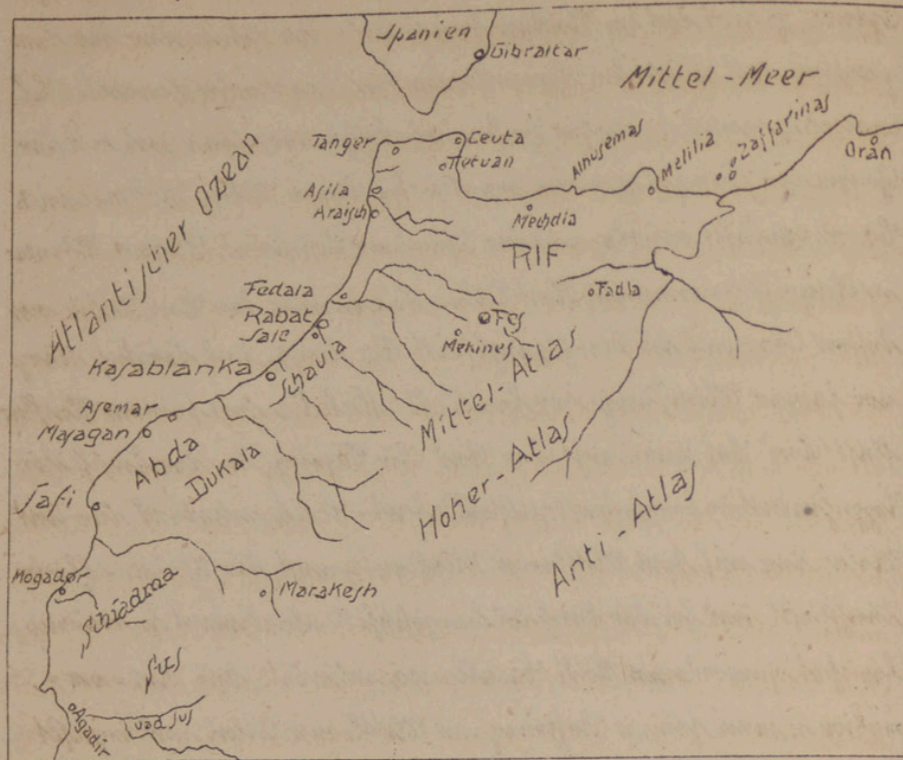 Spanien
Gibraltar
Mittel-Meer
Atlantischer Ozean
Tanger
Ceuta
Tetuan
Alhusemas
Melilia
Zaffarinas
Orán
Asila
Araisch
Mechdia
RIF
Fadla
Fedala
Rabat
Sale
Fes
Mekines
Kasablanka
Schavia
Mittel-Atlas
Asemar
Masagan
Abda
Dukala
Hoher-Atlas
Anti-Atlas
Safi
Mogador
Schiadma
Marakesh
Sus
Agadir
uad.sus